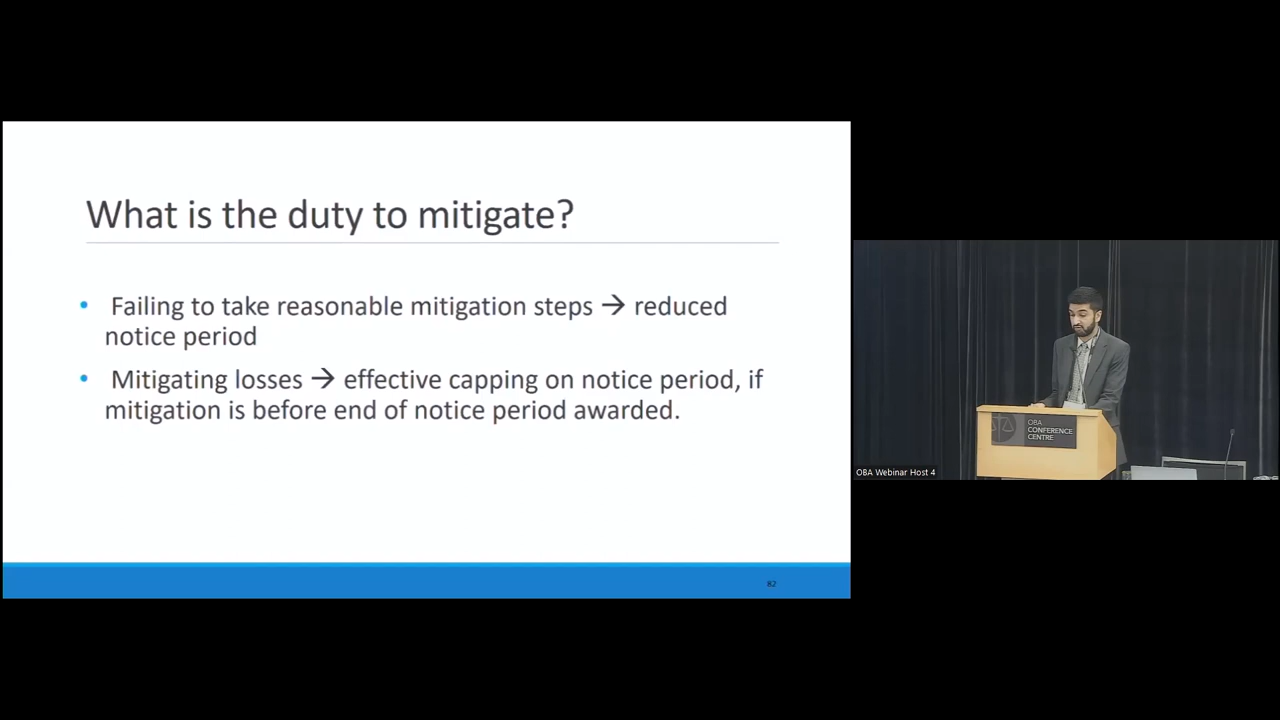 What is the duty to mitigate?
• Failing to take reasonable mitigation steps → reduced
notice period
• Mitigating losses → effective capping on notice period, if
mitigation is before end of notice period awarded.
82
OBA
CONFERENCE
CENTRE
OBA Webinar Host 4